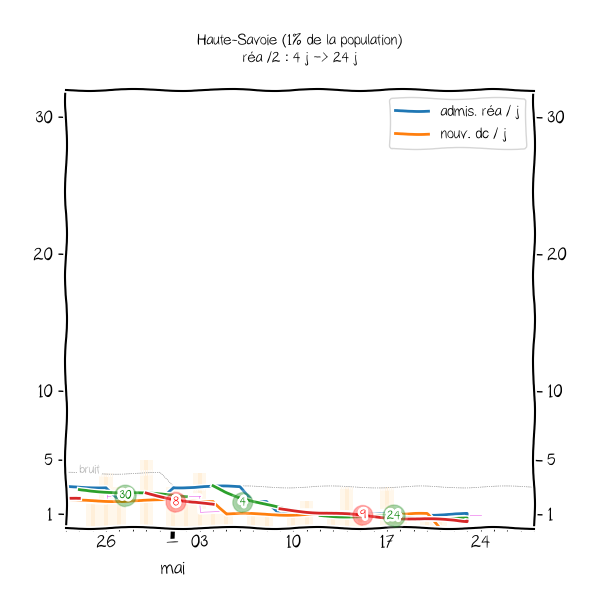 Haute-Savoie (1% de la population)
réa /2 : 4 j -> 24 j
admis. réa / j
nouv. dc / j
30 30
20 20
10 10
5 5
bruit
30 8 4 9 24
1 1
26 1 03 10 17 24
mai